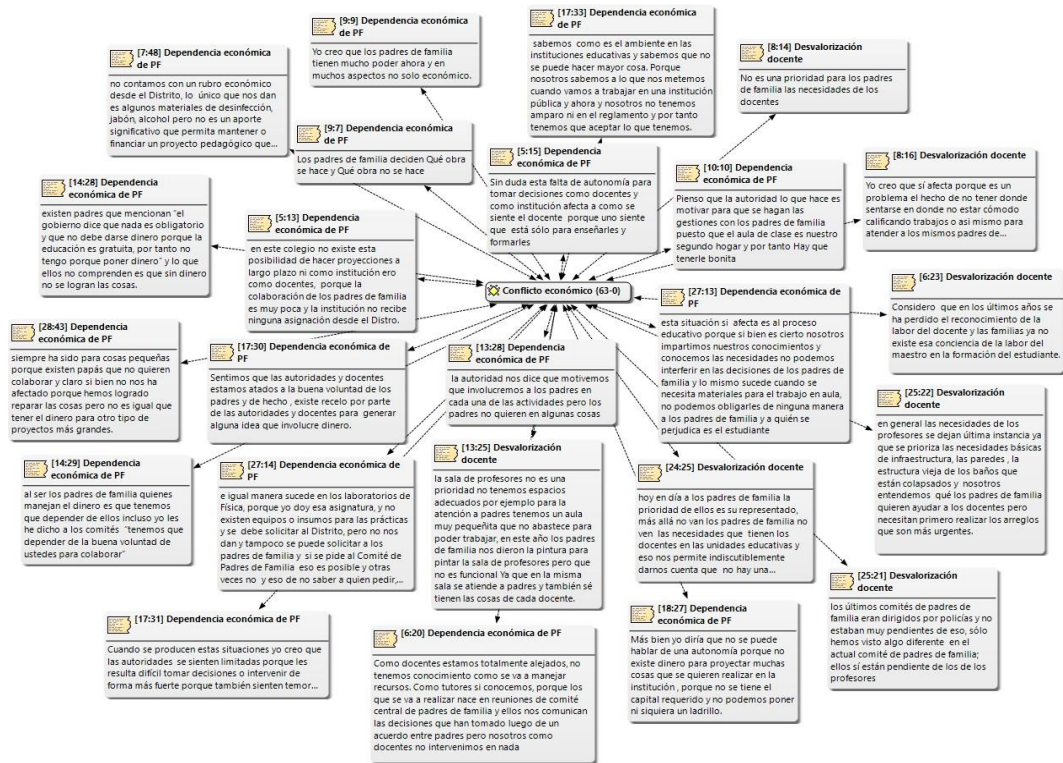 [9:9] Dependencia económica
de PF
Yo creo que los padres de familia
tienen mucho poder ahora y en
muchos aspectos no solo económico.
[17:33] Dependencia económica
de PF
sabemos como es el ambiente en las
instituciones educativas y sabemos que no
se puede hacer mayor cosa. Porque
nosotros sabemos a lo que nos metemos
cuando vamos a trabajar en una institución
pública y ahora y nosotros no tenemos
amparo ni en el reglamento y por tanto
tenemos que aceptar lo que tenemos.
[7:48] Dependencia económica
de PF
no contamos con un rubro económico
desde el Distrito, lo único que nos dan
es algunos materiales de desinfección,
jabón, alcohol pero no es un aporte
significativo que permita mantener o
financiar un proyecto pedagógico que...
[8:14] Desvalorización
docente
No es una prioridad para los padres
de familia las necesidades de los
docentes
[9:7] Dependencia económica
de PF
Los padres de familia deciden Qué obra
se hace y Qué obra no se hace
[5:15] Dependencia
económica de PF
Sin duda esta falta de autonomía para
tomar decisiones como docentes y
como institución afecta a como se
siente el docente porque uno siente
que está sólo para enseñarles y
formarles
[10:10] Dependencia
económica de PF
Pienso que la autoridad lo que hace es
motivar para que se hagan las
gestiones con los padres de familia
puesto que el aula de clase es nuestro
segundo hogar y por tanto Hay que
tenerle bonita
[8:16] Desvalorización docente
Yo creo que sí afecta porque es un
problema el hecho de no tener donde
sentarse en donde no estar cómodo
calificando trabajos o asi mismo para
atender a los mismos padres de...
[14:28] Dependencia
económica de PF
existen padres que mencionan "el
gobierno dice que nada es obligatorio
y que no debe darse dinero porque la
educación es gratuita, por tanto no
tengo porque poner dinero" y lo que
ellos no comprenden es que sin dinero
no se logran las cosas.
[5:13] Dependencia
económica de PF
en este colegio no existe esta
posibilidad de hacer proyecciones a
largo plazo ni como institución ero
como docentes, porque la
colaboración de los padres de familia
es muy poca y la institución no recibe
ninguna asignación desde el Distro.
Conflicto económico (63-0)
[6:23] Desvalorización docente
Considero que en los últimos años se
ha perdido el reconocimiento de la
labor del docente y las familias ya no
existe esa conciencia de la labor del
maestro en la formación del estudiante.
[27:13] Dependencia económica de
PF
esta situación si afecta es al proceso
educativo porque si bien es cierto nosotros
impartimos nuestros conocimientos y
conocemos las necesidades no podemos
interferir en las decisiones de los padres de
familia y lo mismo sucede cuando se
necesita materiales para el trabajo en aula,
no podemos obligarles de ninguna manera
a los padres de familia y a quién se
perjudica es el estudiante
[28:43] Dependencia
económica de PF
siempre ha sido para cosas pequeñas
porque existen papás que no quieren
colaborar y claro si bien no nos ha
afectado porque hemos logrado
reparar las cosas pero no es igual que
tener el dinero para otro tipo de
proyectos más grandes.
[17:30] Dependencia económica de
PF
Sentimos que las autoridades y docentes
estamos atados a la buena voluntad de los
padres y de hecho , existe recelo por parte
de las autoridades y docentes para generar
alguna idea que involucre dinero.
[13:28] Dependencia económica de
PF
la autoridad nos dice que motivemos
que involucremos a los padres en
cada una de las actividades pero los
padres no quieren en algunas cosas
[25:22] Desvalorización
docente
en general las necesidades de los
profesores se dejan última instancia ya
que se prioriza las necesidades básicas
de infraestructura, las paredes , la
estructura vieja de los baños que
están colapsados y nosotros
entendemos qué los padres de familia
quieren ayudar a los docentes pero
necesitan primero realizar los arreglos
que son más urgentes.
[14:29] Dependencia
económica de PF
al ser los padres de familia quienes
manejan el dinero es que tenemos
que depender de ellos incluso yo les
he dicho a los comités "tenemos que
depender de la buena voluntad de
ustedes para colaborar"
[27:14] Dependencia económica de PF
e igual manera sucede en los laboratorios de
Física, porque yo doy esa asignatura, y no
existen equipos o insumos para las prácticas
y se debe solicitar al Distrito, pero no nos
dan y tampoco se puede solicitar a los
padres de familia y si se pide al Comité de
Padres de Familia eso es posible y otras
veces no y eso de no saber a quien pedir,...
[13:25] Desvalorización
docente
la sala de profesores no es una
prioridad no tenemos espacios
adecuados por ejemplo para la
atención a padres tenemos un aula
muy pequeñita que no abastece para
poder trabajar, en este año los padres
de familia nos dieron la pintura para
pintar la sala de profesores pero que
no es funcional Ya que en la misma
sala se atiende a padres y también sé
tienen las cosas de cada docente.
[24:25] Desvalorización docente
hoy en día a los padres de familia la
prioridad de ellos es su representado,
más allá no van los padres de familia no
ven las necesidades que tienen los
docentes en las unidades educativas y
eso nos permite indiscutiblemente
darnos cuenta que no hay una...
[25:21] Desvalorización
docente
los últimos comités de padres de
familia eran dirigidos por policías y no
estaban muy pendientes de eso, sólo
hemos visto algo diferente en el
actual comité de padres de familia;
ellos sí están pendiente de los de los
profesores
[17:31] Dependencia económica de PF
Cuando se producen estas situaciones yo creo que
las autoridades se sienten limitadas porque les
resulta difícil tomar decisiones o intervenir de
forma más fuerte porque también sienten temor...
[6:20] Dependencia económica de PF
Como docentes estamos totalmente alejados, no
tenemos conocimiento como se va a manejar
recursos. Como tutores si conocemos, porque los
que se va a realizar nace en reuniones de comité
central de padres de familia y ellos nos comunican
las decisiones que han tomado luego de un
acuerdo entre padres pero nosotros como
docentes no intervenimos en nada
[18:27] Dependencia
económica de PF
Más bien yo diría que no se puede
hablar de una autonomía porque no
existe dinero para proyectar muchas
cosas que se quieren realizar en la
institución , porque no se tiene el
capital requerido y no podemos poner
ni siquiera un ladrillo.